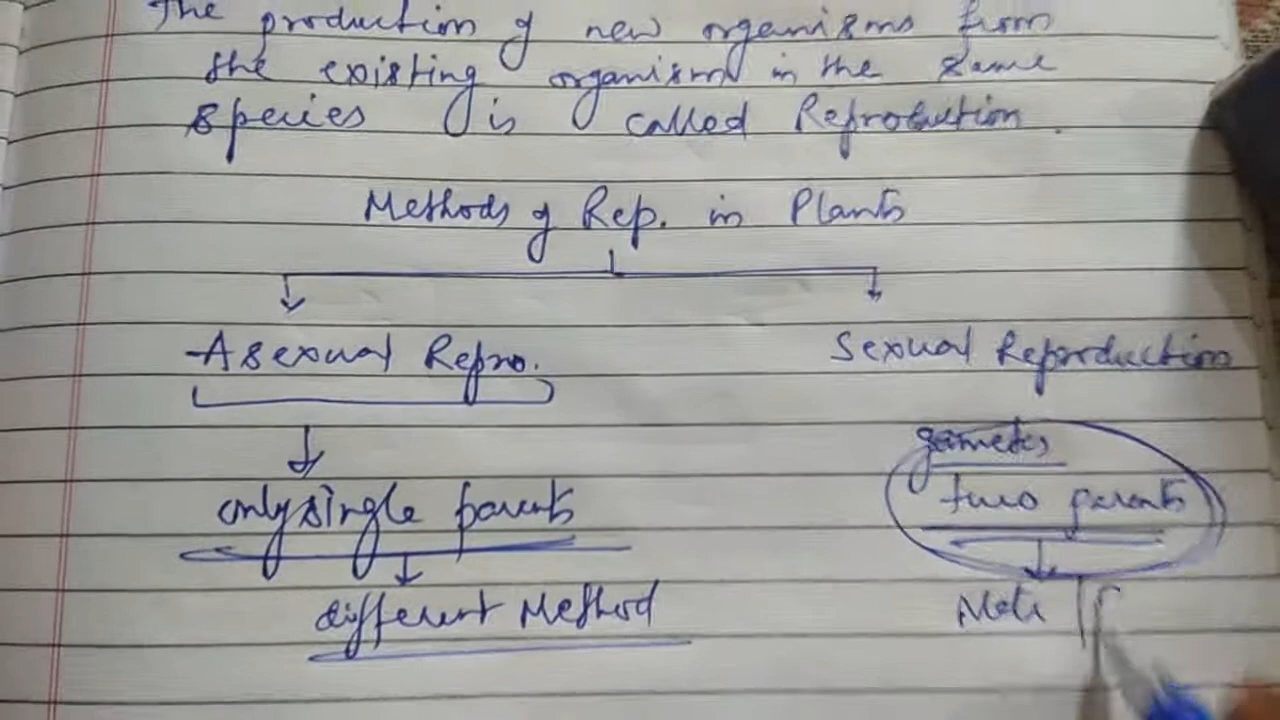 The production of new organisms from
the existing organism in the same
species is called Reproduction.
Methods of Rep. in Plants
Asexual Repro.
Sexual Reproduction
gametes
only single parents
two parents
different Method